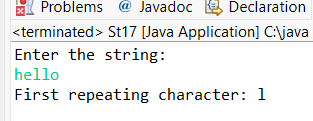 Problems @ Javadoc Declaration
<terminated> St17 [Java Application] C:\java
Enter the string:
hello
First repeating character: l